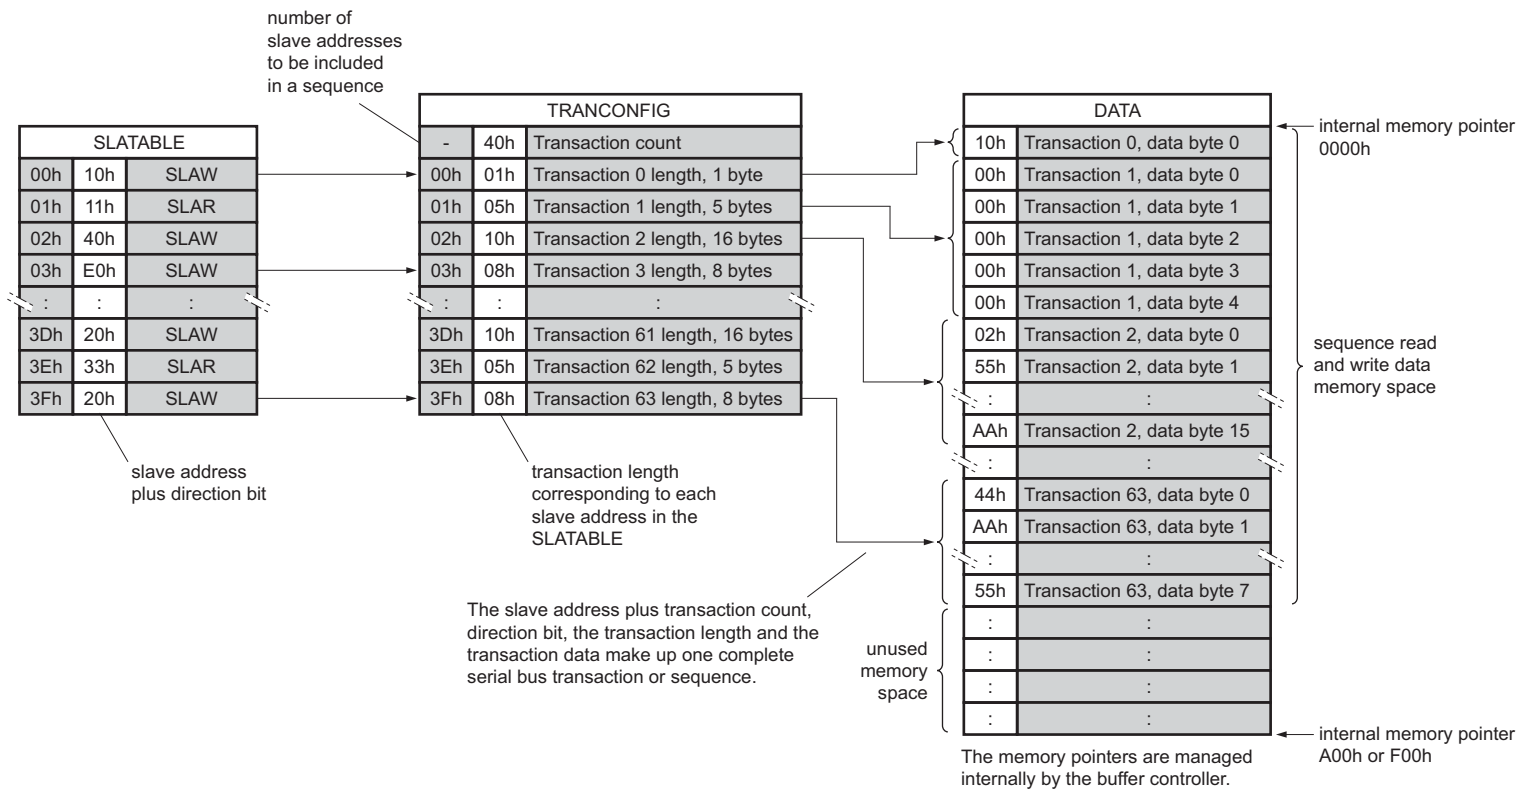 number of
slave addresses
to be included
in a sequence
SLATABLE
00h 10h SLAW
01h 11h SLAR
02h 40h SLAW
03h E0h SLAW
: : :
3Dh 20h SLAW
3Eh 33h SLAR
3Fh 20h SLAW
slave address
plus direction bit
TRANCONFIG
- 40h Transaction count
00h 01h Transaction 0 length, 1 byte
01h 05h Transaction 1 length, 5 bytes
02h 10h Transaction 2 length, 16 bytes
03h 08h Transaction 3 length, 8 bytes
: : :
3Dh 10h Transaction 61 length, 16 bytes
3Eh 05h Transaction 62 length, 5 bytes
3Fh 08h Transaction 63 length, 8 bytes
transaction length
corresponding to each
slave address in the
SLATABLE
The slave address plus transaction count,
direction bit, the transaction length and the
transaction data make up one complete
serial bus transaction or sequence.
DATA
10h Transaction 0, data byte 0
00h Transaction 1, data byte 0
00h Transaction 1, data byte 1
00h Transaction 1, data byte 2
00h Transaction 1, data byte 3
00h Transaction 1, data byte 4
02h Transaction 2, data byte 0
55h Transaction 2, data byte 1
: :
AAh Transaction 2, data byte 15
: :
44h Transaction 63, data byte 0
AAh Transaction 63, data byte 1
: :
55h Transaction 63, data byte 7
: :
: :
: :
: :
unused
memory
space
internal memory pointer
0000h
sequence read
and write data
memory space
internal memory pointer
A00h or F00h
The memory pointers are managed
internally by the buffer controller.